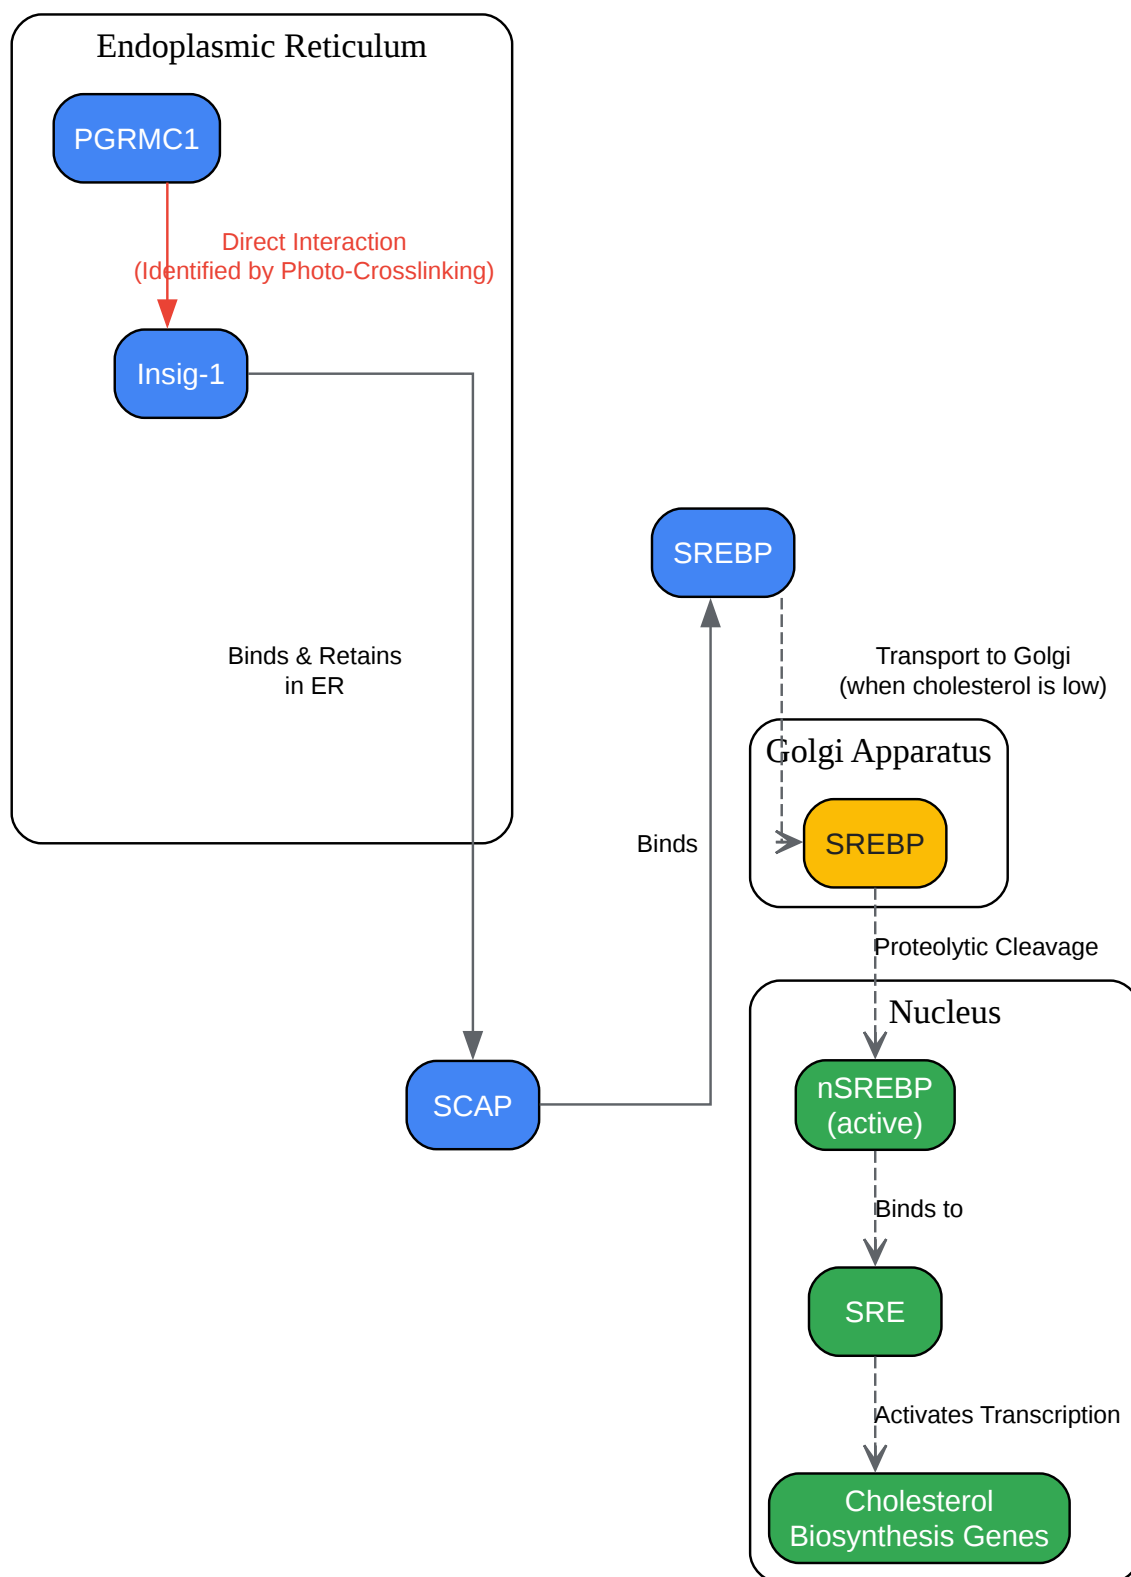 Endoplasmic Reticulum
PGRMC1
Direct Interaction
(Identified by Photo-Crosslinking)
Insig-1
Binds & Retains
in ER
SREBP
Transport to Golgi
(when cholesterol is low)
Golgi Apparatus
SREBP
Binds
Proteolytic Cleavage
Nucleus
SCAP
nSREBP
(active)
Binds to
SRE
Activates Transcription
Cholesterol
Biosynthesis Genes